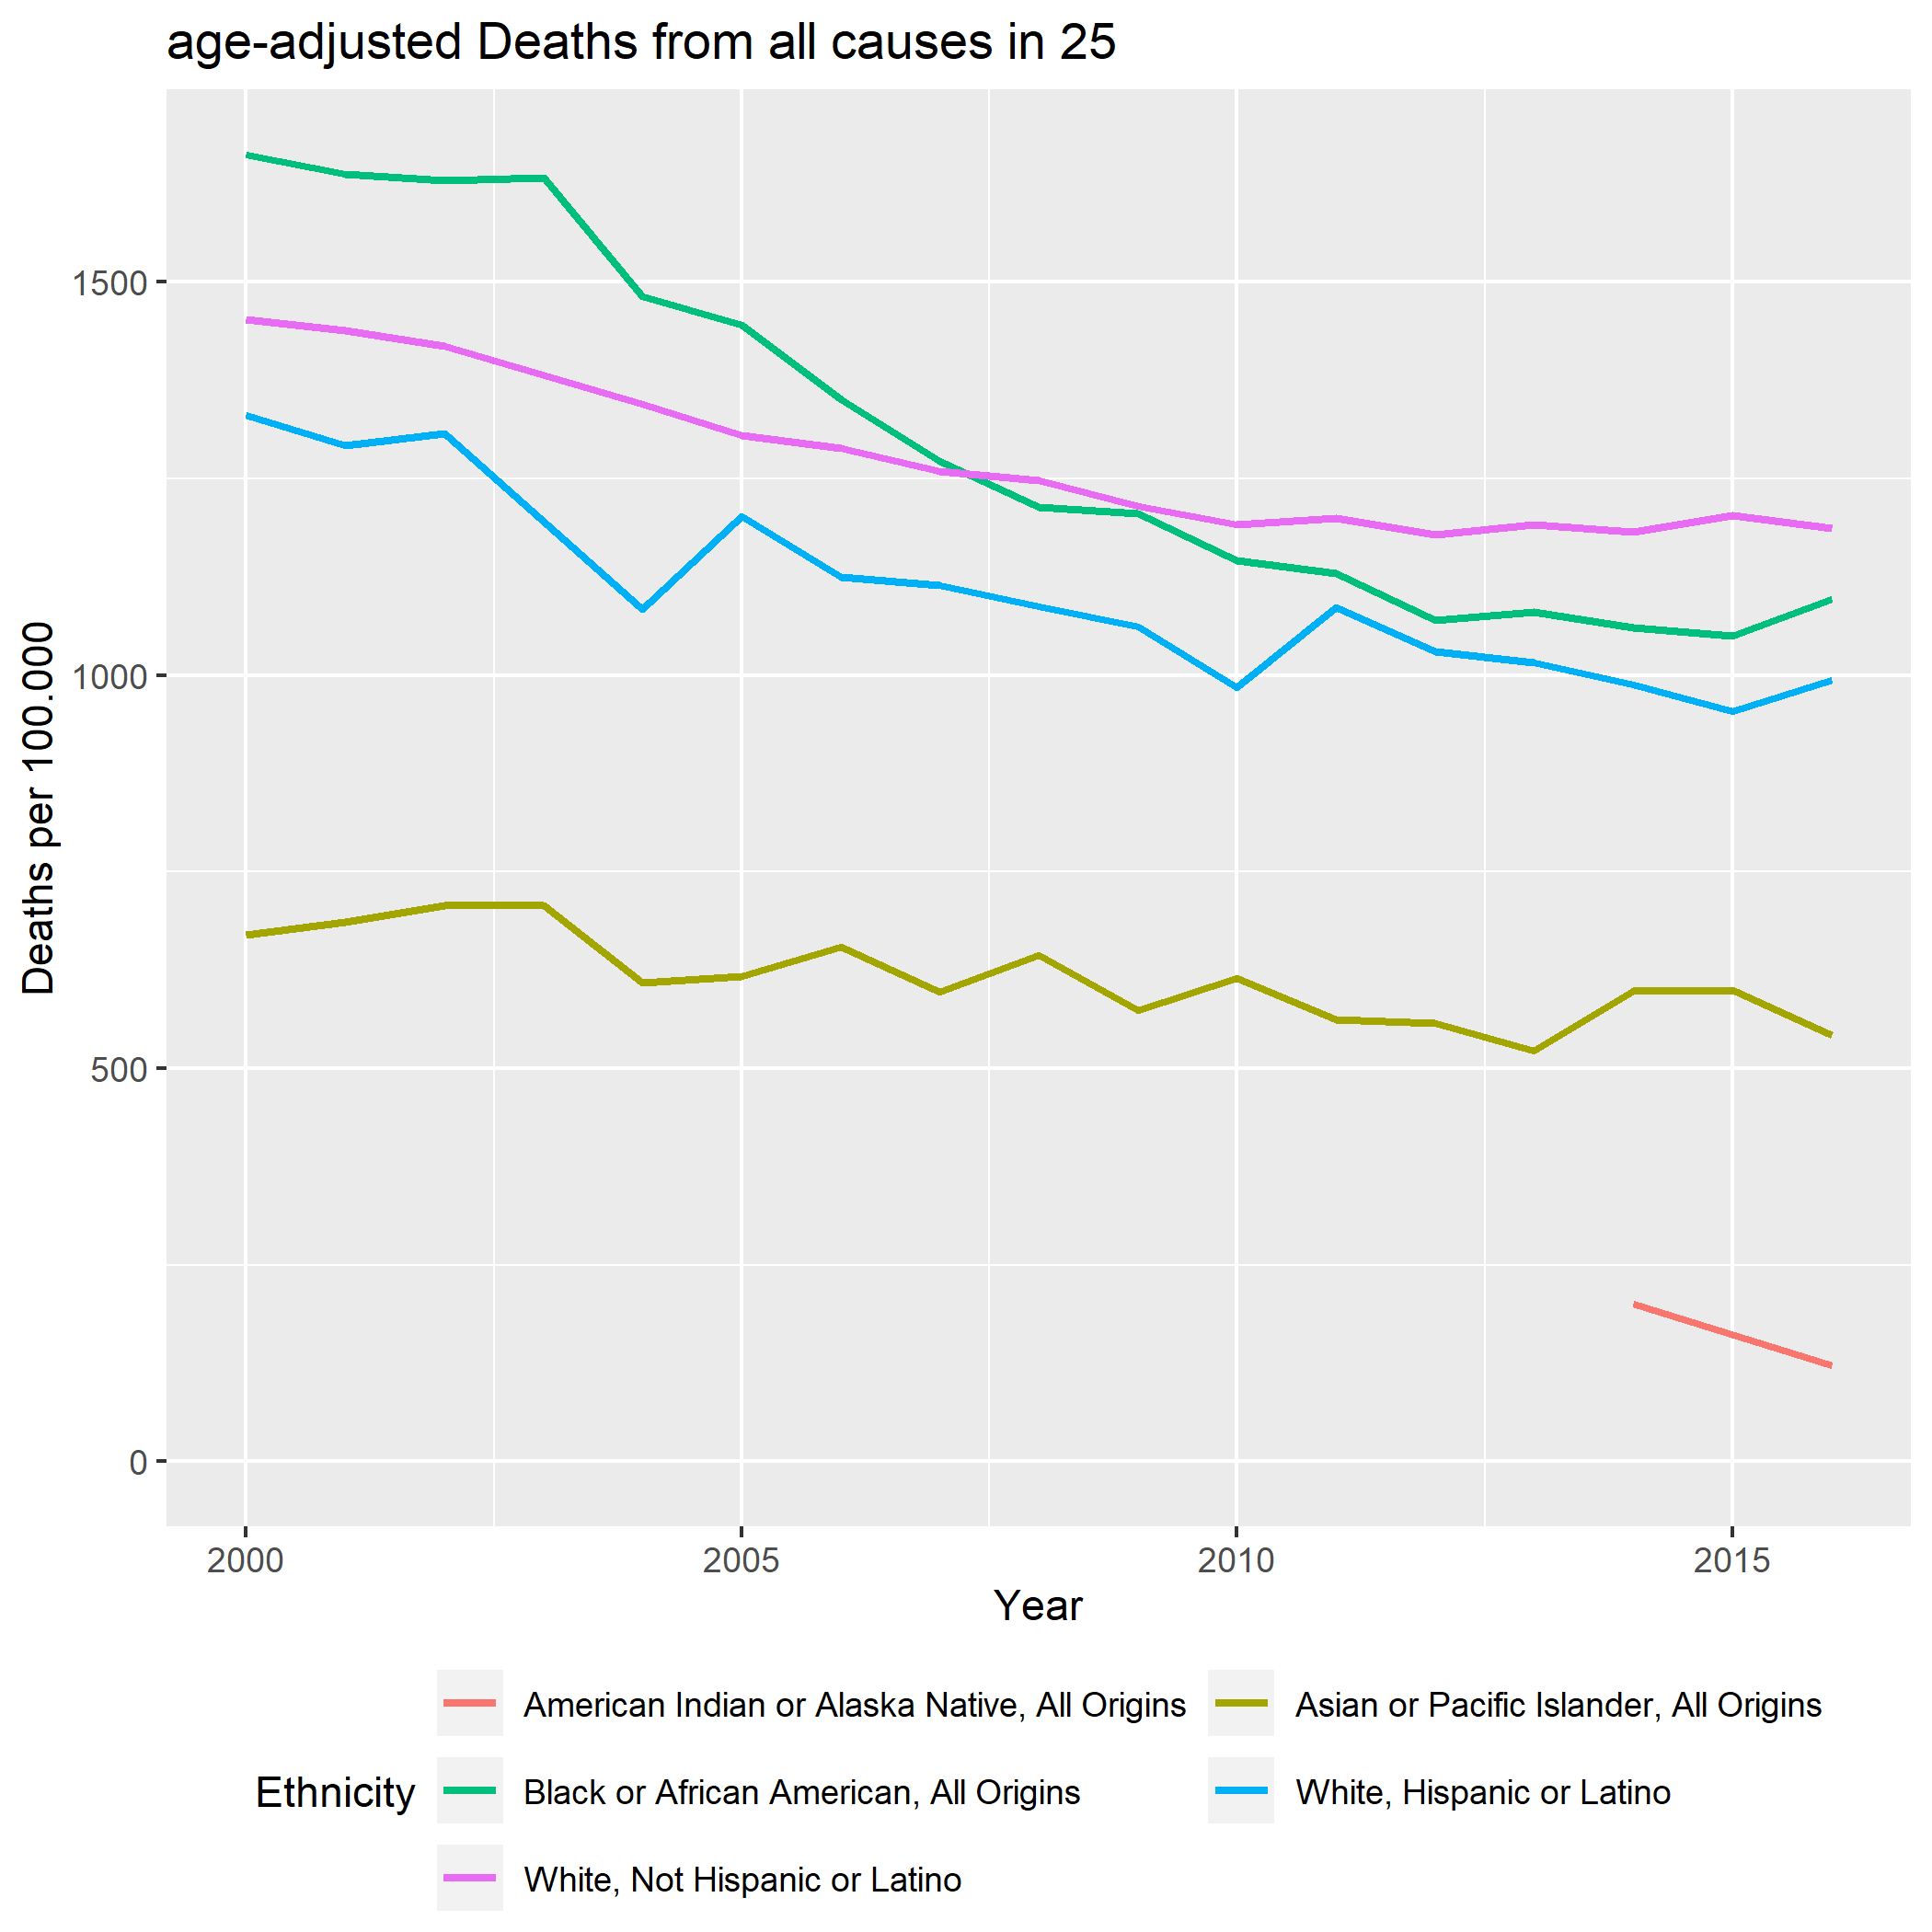 age-adjusted Deaths from all causes in 25
Deaths per 100.000
1500
1000
500
0
2000 2005 2010 2015
Year
Ethnicity
American Indian or Alaska Native, All Origins Asian or Pacific Islander, All Origins
Black or African American, All Origins White, Hispanic or Latino
White, Not Hispanic or Latino